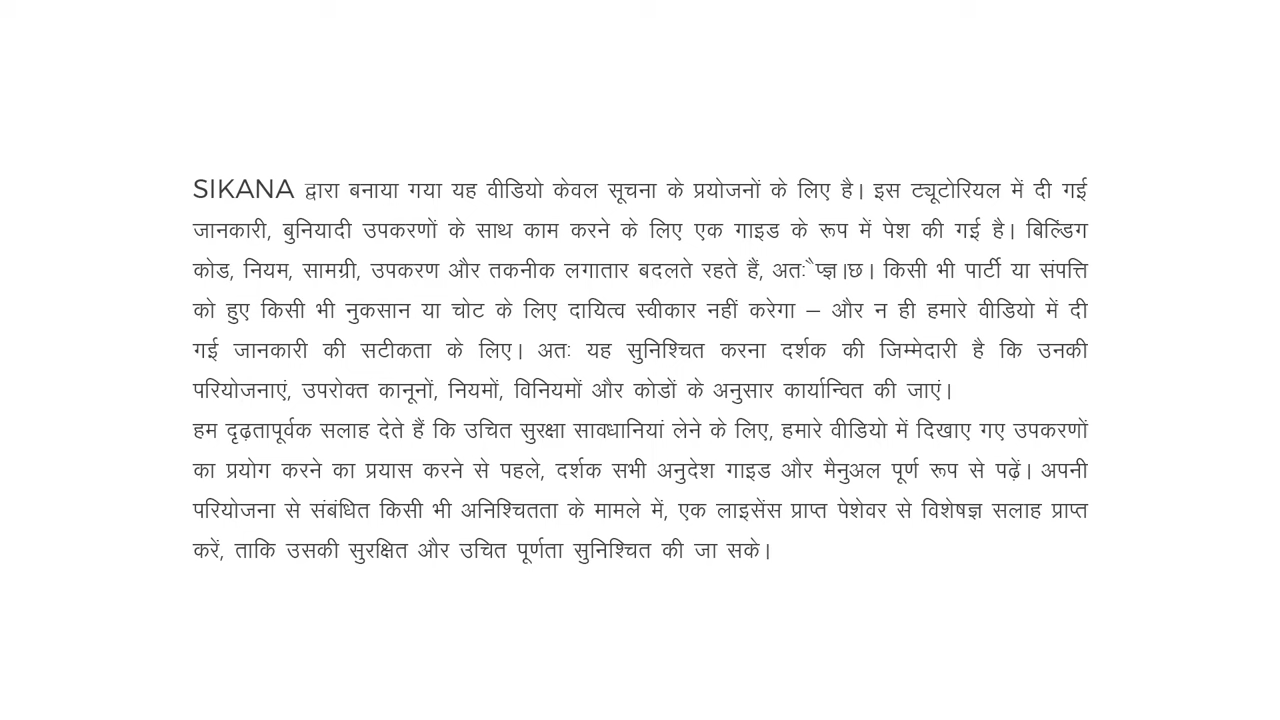 SIKANA द्वारा बनाया गया यह वीडियो केवल सूचना के प्रयोजनों के लिए है। इस ट्यूटोरियल में दी गई
जानकारी, बुनियादी उपकरणों के साथ काम करने के लिए एक गाइड के रूप में पेश की गई है। बिल्डिंग
कोड, नियम, सामग्री, उपकरण और तकनीक लगातार बदलते रहते हैं, अतःैप्ज्ञ।छ। किसी भी पार्टी या संपत्ति
को हुए किसी भी नुकसान या चोट के लिए दायित्व स्वीकार नहीं करेगा – और न ही हमारे वीडियो में दी
गई जानकारी की सटीकता के लिए। अतः यह सुनिश्चित करना दर्शक की जिम्मेदारी है कि उनकी
परियोजनाएं, उपरोक्त कानूनों, नियमों, विनियमों और कोडों के अनुसार कार्यान्वित की जाएं।
हम दृढ़तापूर्वक सलाह देते हैं कि उचित सुरक्षा सावधानियां लेने के लिए, हमारे वीडियो में दिखाए गए उपकरणों
का प्रयोग करने का प्रयास करने से पहले, दर्शक सभी अनुदेश गाइड और मैनुअल पूर्ण रूप से पढ़ें। अपनी
परियोजना से संबंधित किसी भी अनिश्चितता के मामले में, एक लाइसेंस प्राप्त पेशेवर से विशेषज्ञ सलाह प्राप्त
करें, ताकि उसकी सुरक्षित और उचित पूर्णता सुनिश्चित की जा सके।